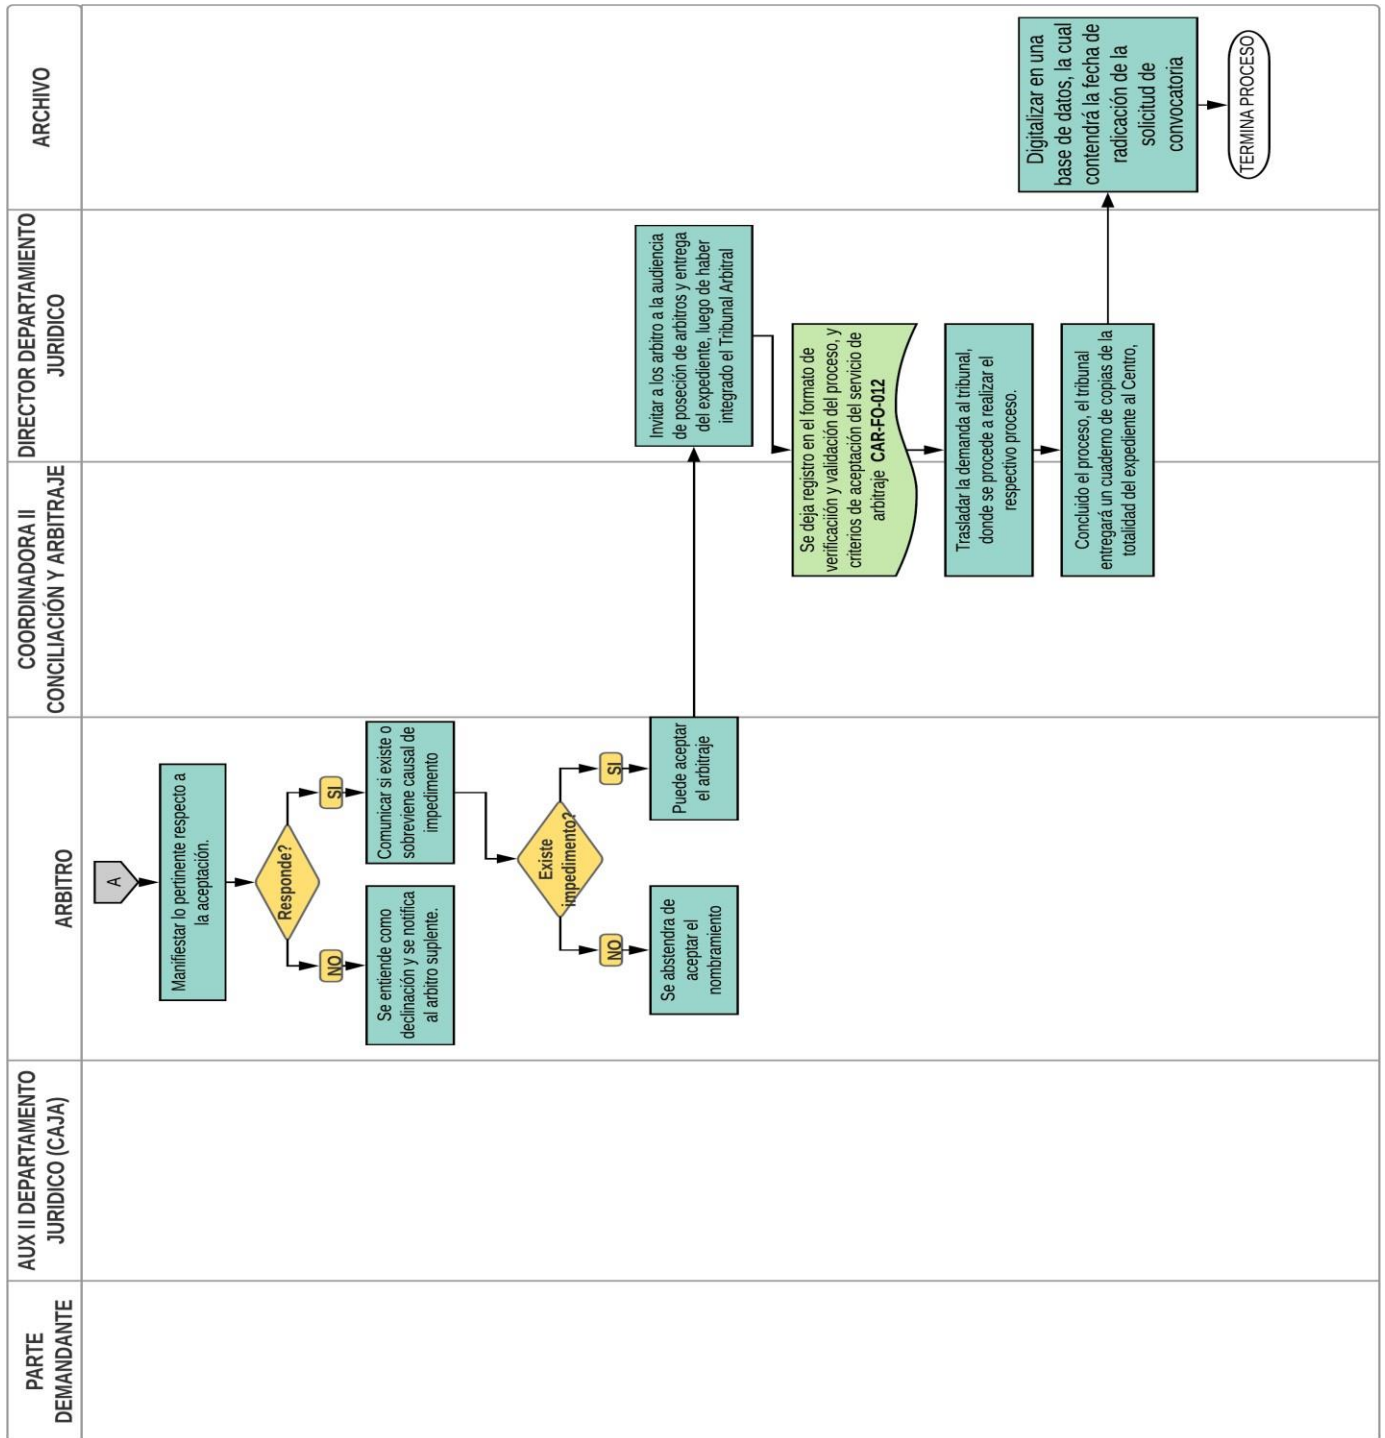 PARTE
DEMANDANTE
AUX II DEPARTAMENTO
JURIDICO (CAJA)
ARBITRO
COORDINADORA II
CONCILIACIÓN Y ARBITRAJE
DIRECTOR DEPARTAMIENTO
JURIDICO
ARCHIVO
A
Manifiestar lo pertinente respecto a
la aceptación.
Responde?
NO
SI
Se entiende como
declinación y se notifica
al arbitro suplente.
Comunicar si existe o
sobreviene causal de
impedimento
Existe
impedimento?
NO
SI
Se abstendra de
aceptar el
nombramiento
Puede aceptar
el arbitraje
Invitar a los arbitro a la audiencia
de poseción de arbitros y entrega
del expediente, luego de haber
integrado el Tribunal Arbitral
Se deja registro en el formato de
verificaciión y validación del proceso, y
criterios de aceptación del servicio de
arbitraje CAR-FO-012
Trasladar la demanda al tribunal,
donde se procede a realizar el
respectivo proceso.
Concluido el proceso, el tribunal
entregará un cuaderno de copias de la
totalidad del expediente al Centro,
Digitalizar en una
base de datos, la cual
contendrá la fecha de
radicación de la
solicitud de
convocatoria
TERMINA PROCESO